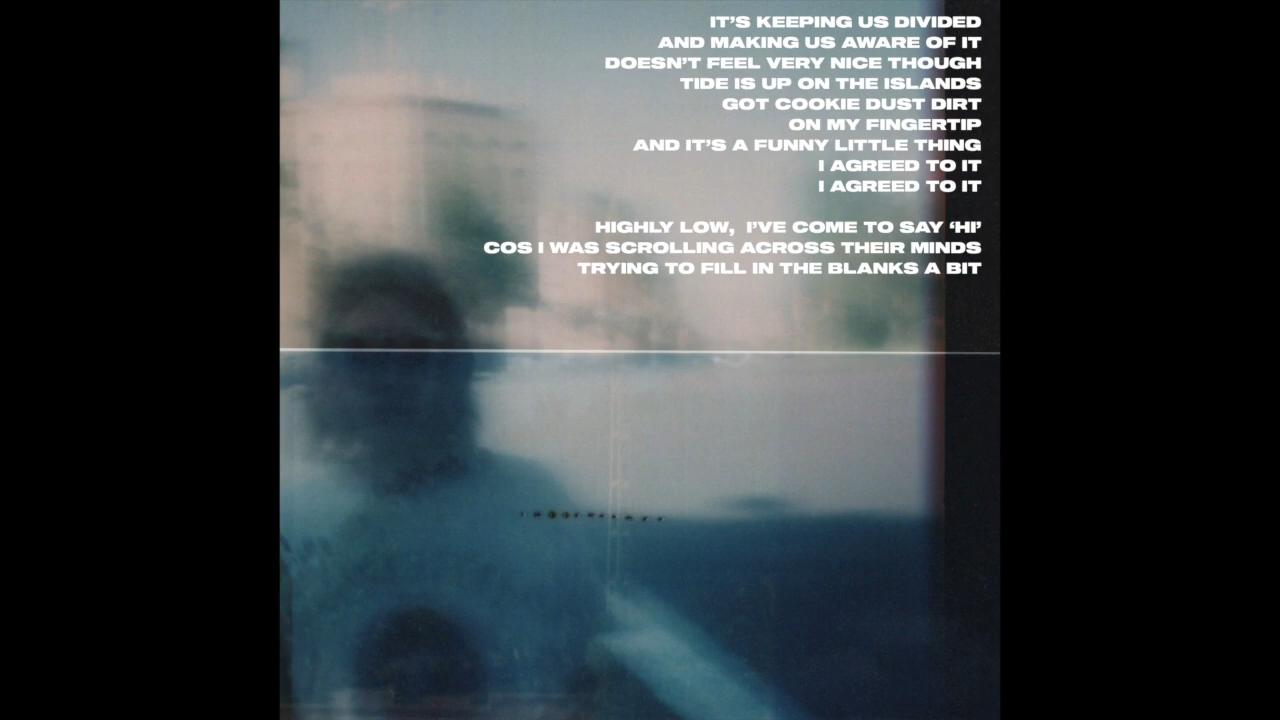 IT'S KEEPING US DIVIDED
AND MAKING US AWARE OF IT
DOESN'T FEEL VERY NICE THOUGH
TIDE IS UP ON THE ISLANDS
GOT COOKIE DUST DIRT
ON MY FINGERTIP
AND IT'S A FUNNY LITTLE THING
I AGREED TO IT
I AGREED TO IT
HIGHLY LOW,  I'VE COME TO SAY ‘HI’
COS I WAS SCROLLING ACROSS THEIR MINDS
TRYING TO FILL IN THE BLANKS A BIT